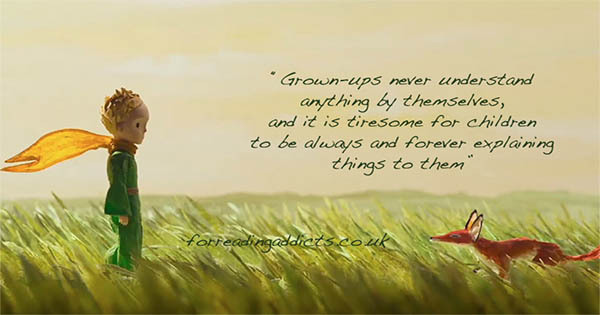 “Grown-ups never understand
anything by themselves,
and it is tiresome for children
to be always and forever explaining
things to them”
forreadingaddicts.co.uk